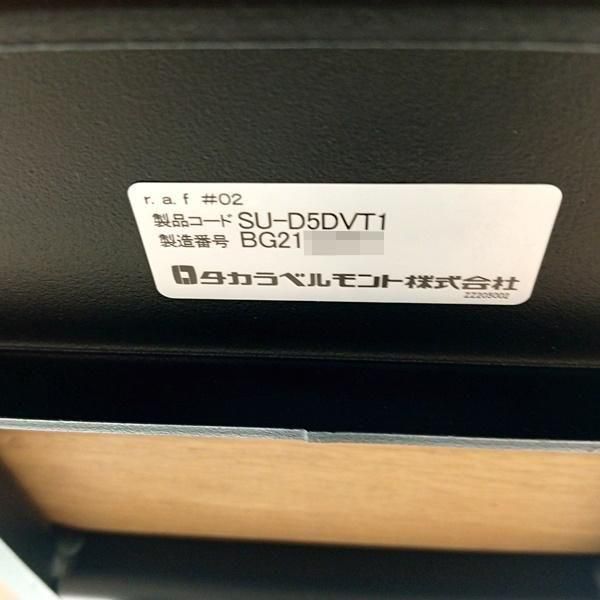 r.a.f #02
製品コード SU-D5DVT1
製造番号 BG21
タカラベルモント株式会社
ZZ205002